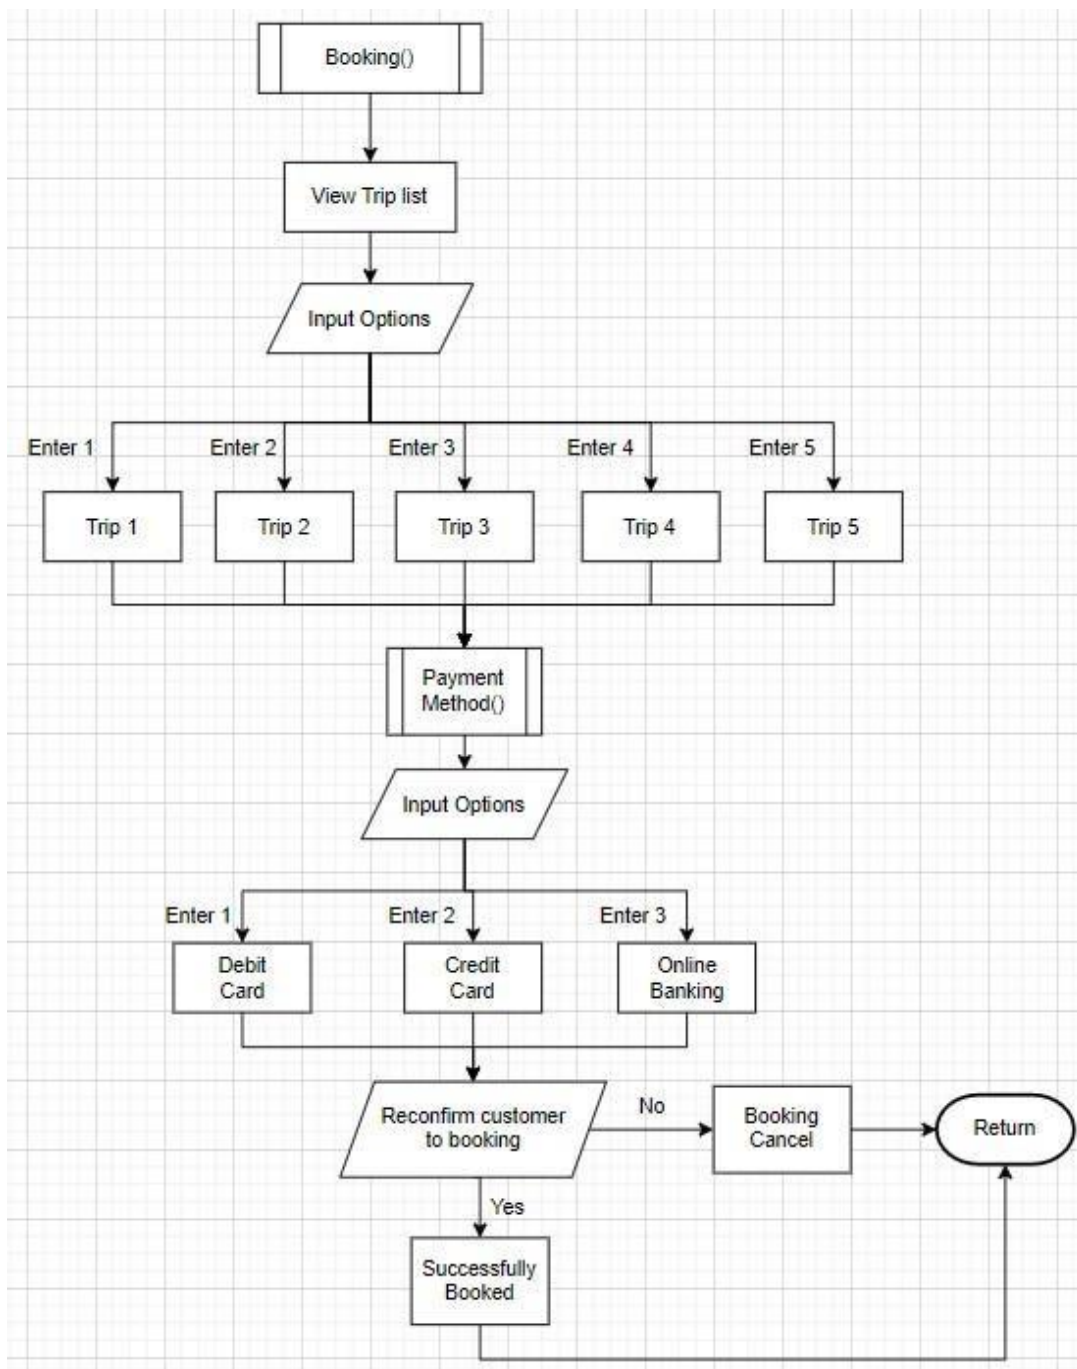 Booking()
View Trip list
Input Options
Enter 1
Enter 2
Enter 3
Enter 4
Enter 5
Trip 1
Trip 2
Trip 3
Trip 4
Trip 5
Payment
Method()
Input Options
Enter 1
Enter 2
Enter 3
Debit
Card
Credit
Card
Online
Banking
Reconfirm customer
to booking
No
Booking
Cancel
Return
Yes
Successfully
Booked